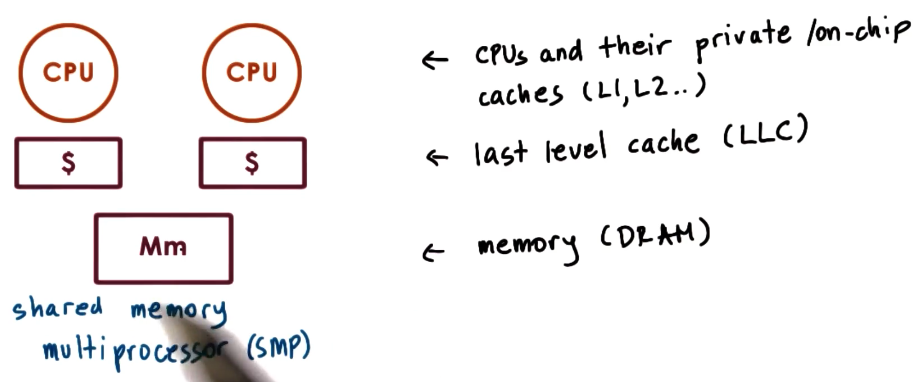 CPU CPU
← CPUs and their private /on-chip
caches (L1, L2..)
$ $
← last level cache (LLC)
Mm
← memory (DRAM)
shared memory
multiprocessor (SMP)